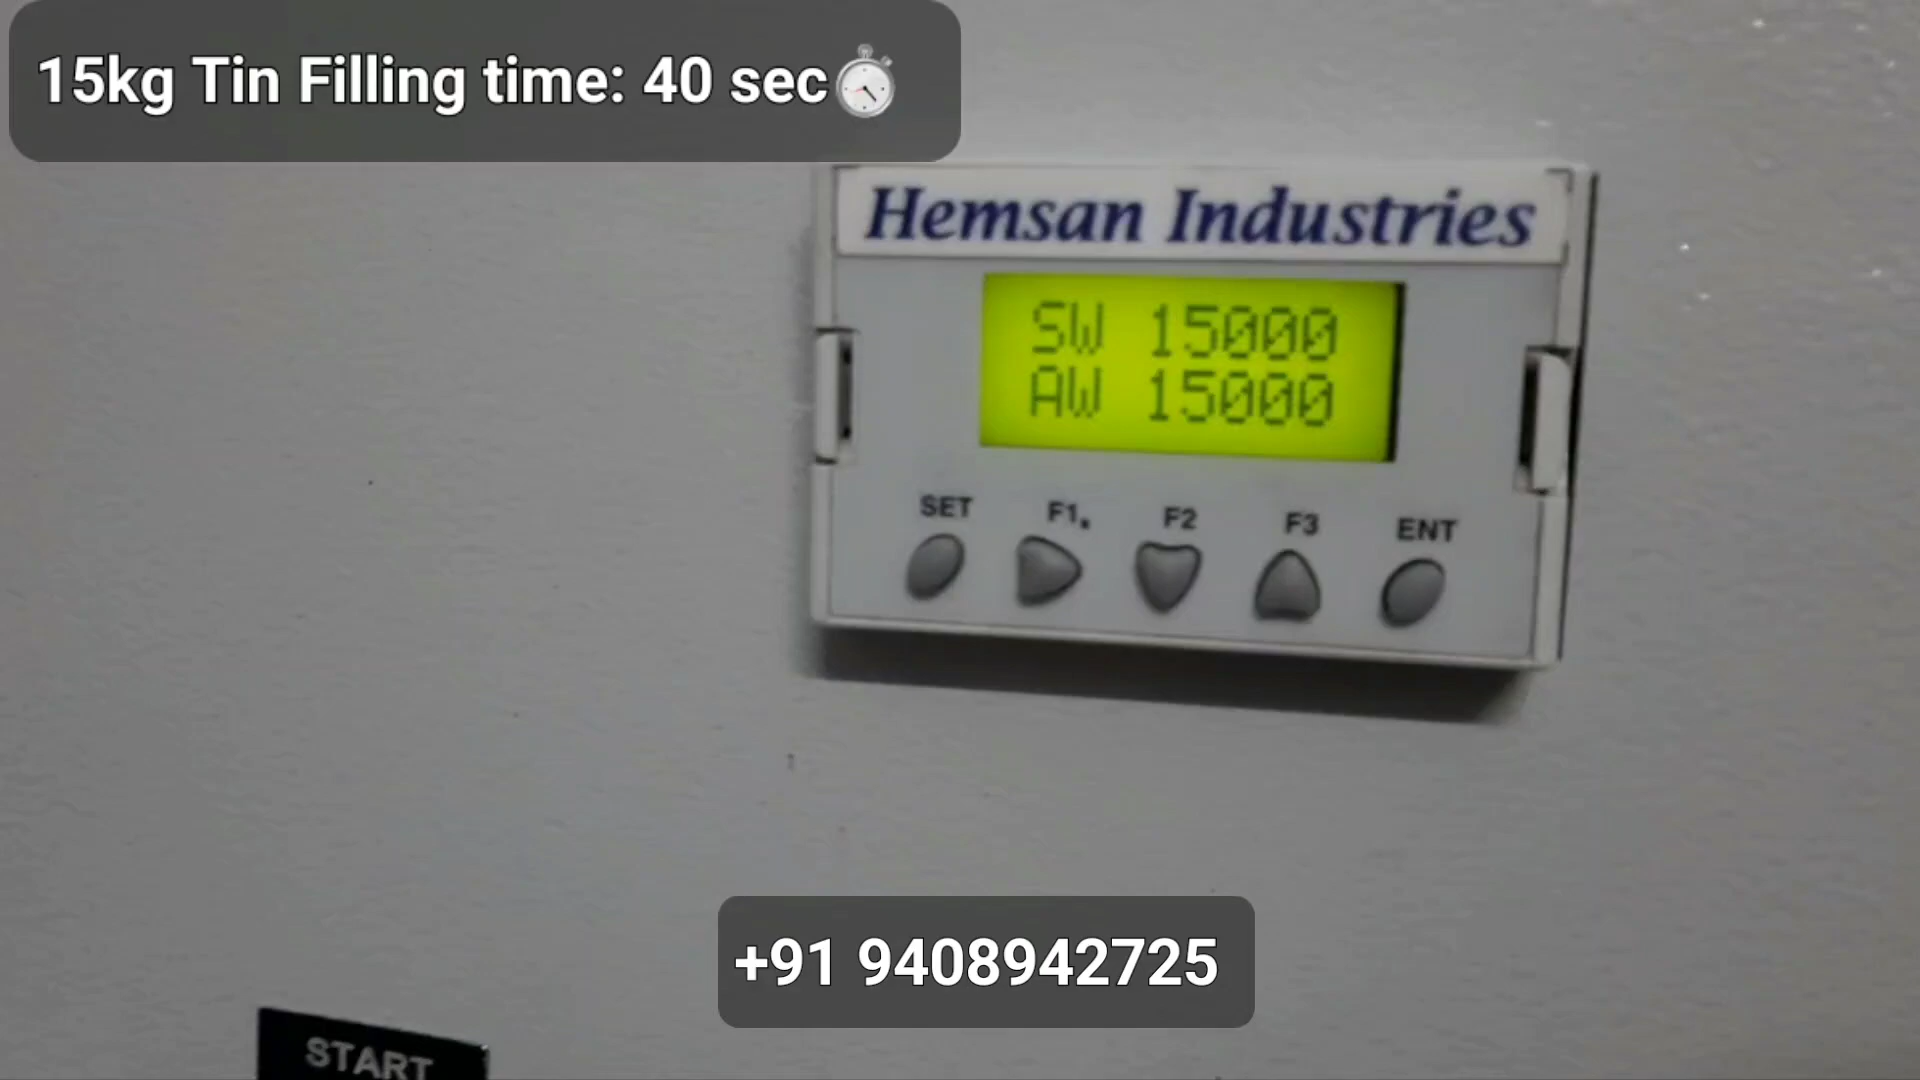 15kg Tin Filling time: 40 sec⏱
Hemsan Industries
SW 15000
AW 15000
SET F1. F2 F3 ENT
+91 9408942725
START